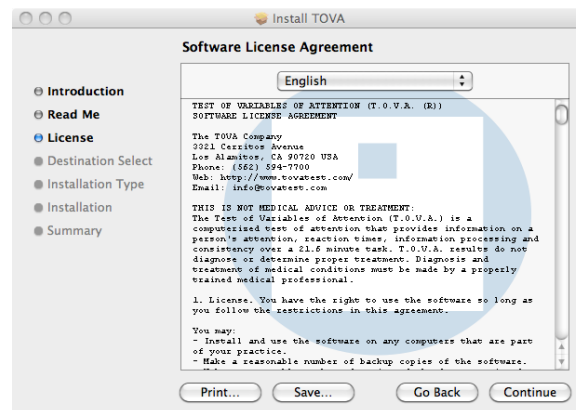 Install TOVA
Software License Agreement
English
Introduction
Read Me
License
Destination Select
Installation Type
Installation
Summary
TEST OF VARIABLES OF ATTENTION (T.O.V.A. (R))
SOFTWARE LICENSE AGREEMENT
The TOVA Company
3321 Cerritos Avenue
Los Alamitos, CA 90720 USA
Phone: (562) 594-7700
Web: http://www.tovatest.com/
Email: info@tovatest.com
THIS IS NOT MEDICAL ADVICE OR TREATMENT:
The Test of Variables of Attention (T.O.V.A.) is a
computerized test of attention that provides information on a
person's attention, reaction times, information processing and
consistency over a 21.6 minute task. T.O.V.A. results do not
diagnose or determine proper treatment. Diagnosis and
treatment of medical conditions must be made by a properly
trained medical professional.
1. License. You have the right to use the software so long as
you follow the restrictions in this agreement.
You may:
- Install and use the software on any computers that are part
of your practice.
- Make a reasonable number of backup copies of the software.
Print...
Save...
Go Back
Continue